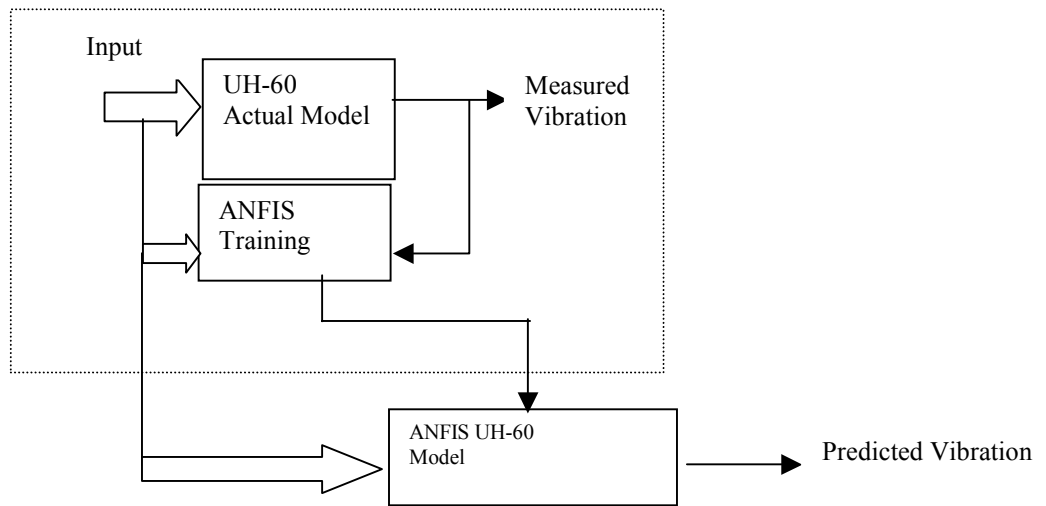 Input
UH-60
Actual Model
Measured
Vibration
ANFIS
Training
ANFIS UH-60
Model
Predicted Vibration